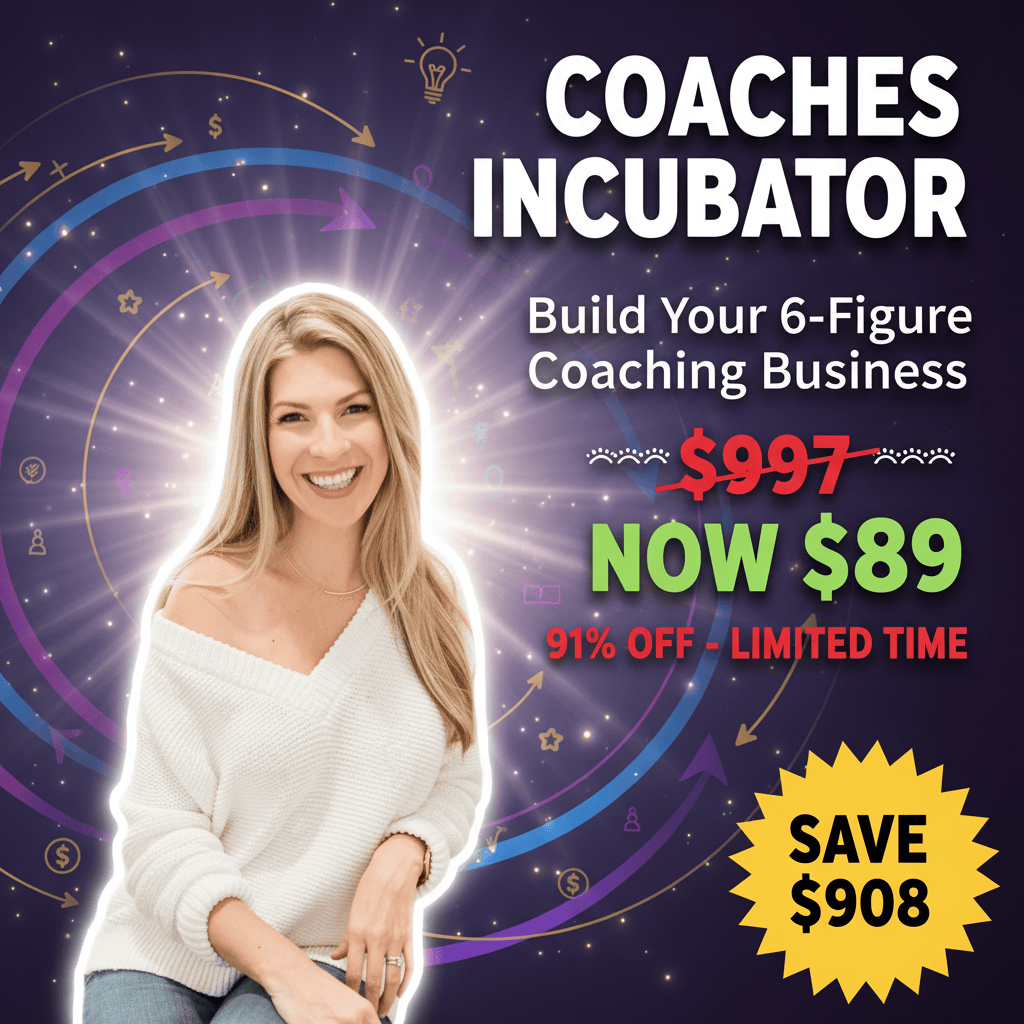 COACHES
INCUBATOR
Build Your 6-Figure
Coaching Business
$997
NOW $89
91% OFF - LIMITED TIME
SAVE
$908